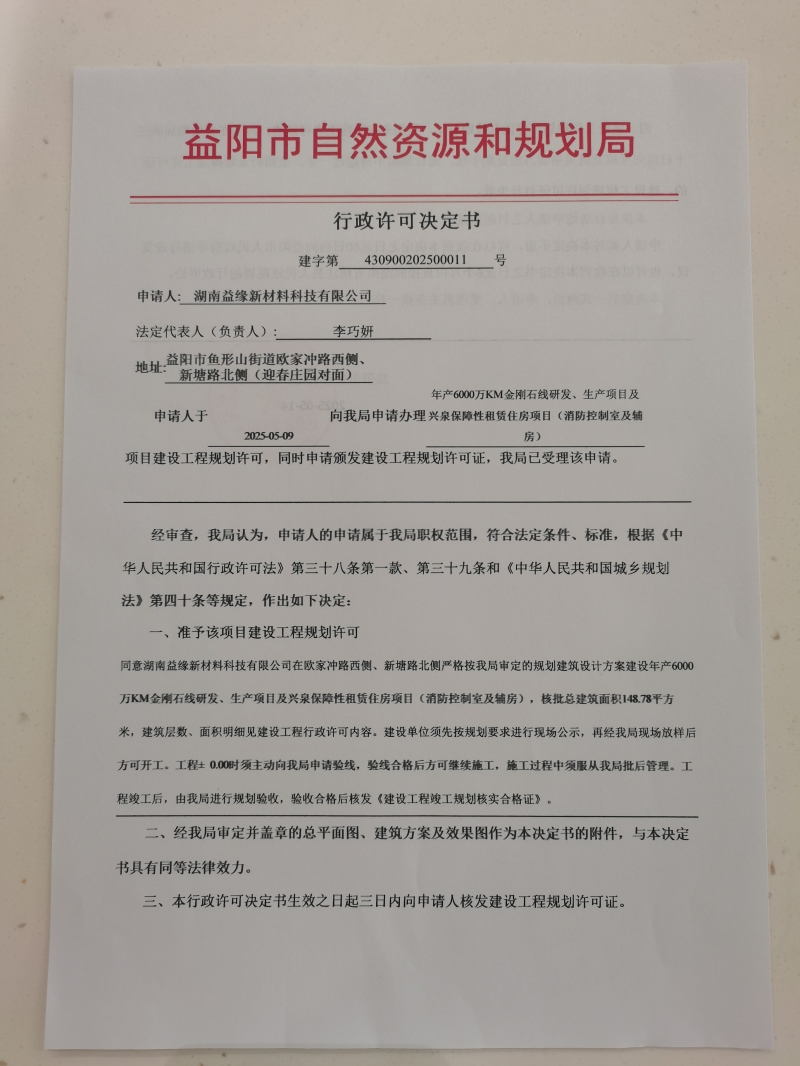 益阳市自然资源和规划局
行政许可决定书
建字第 430900202500011 号
申请人: 湖南益缘新材料科技有限公司
法定代表人（负责人）: 李巧妍
地址: 益阳市鱼形山街道欧家冲路西侧、
新塘路北侧（迎春庄园对面）
年产6000万KM金刚石线研发、生产项目及
申请人于 向我局申请办理 兴泉保障性租赁住房项目（消防控制室及辅
2025-05-09 房）
项目建设工程规划许可，同时申请颁发建设工程规划许可证，我局已受理该申请。
经审查，我局认为，申请人的申请属于我局职权范围，符合法定条件、标准，根据《中
华人民共和国行政许可法》第三十八条第一款、第三十九条和《中华人民共和国城乡规划
法》第四十条等规定，作出如下决定:
一、准予该项目建设工程规划许可
同意湖南益缘新材料科技有限公司在欧家冲路西侧、新塘路北侧严格按我局审定的规划建筑设计方案建设年产6000
万KM金刚石线研发、生产项目及兴泉保障性租赁住房项目（消防控制室及辅房），核批总建筑面积148.78平方
米，建筑层数、面积明细见建设工程行政许可内容。建设单位须先按规划要求进行现场公示，再经我局现场放样后
方可开工。工程± 0.00时须主动向我局申请验线，验线合格后方可继续施工，施工过程中须服从我局批后管理。工
程竣工后，由我局进行规划验收，验收合格后核发《建设工程竣工规划核实合格证》。
二、经我局审定并盖章的总平面图、建筑方案及效果图作为本决定书的附件，与本决定
书具有同等法律效力。
三、本行政许可决定书生效之日起三日内向申请人核发建设工程规划许可证。